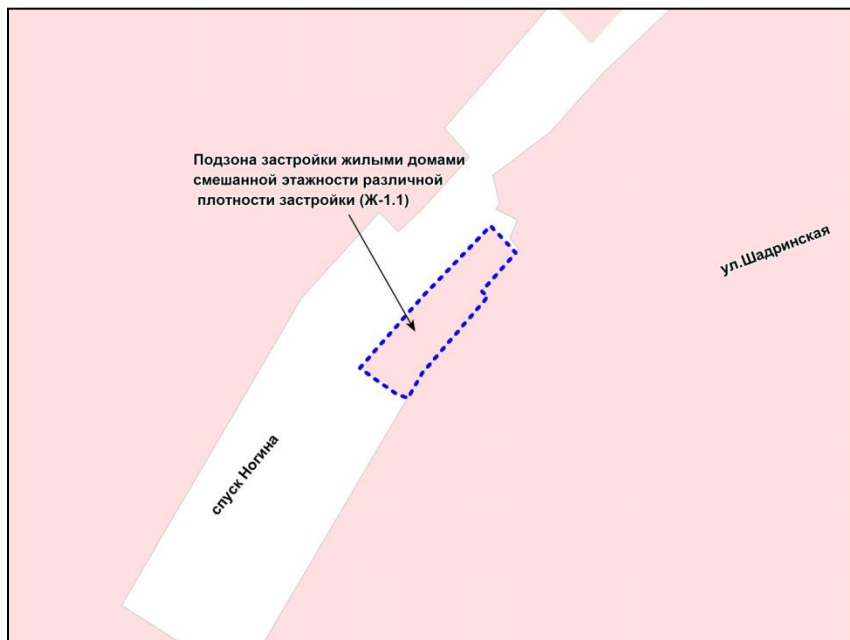 Подзона застройки жилыми домами
смешанной этажности различной
плотности застройки (Ж-1.1)
ул.Шадринская
спуск Ногина